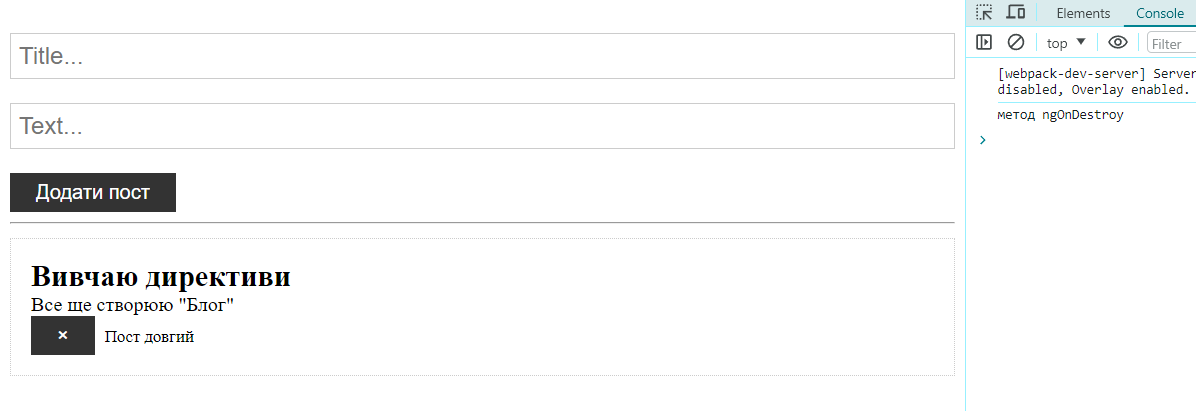 Title...
Text...
Додати пост
Вивчаю директиви
Все ще створюю "Блог"
× Пост довгий
Elements Console
top Filter
[webpack-dev-server] Server
disabled, Overlay enabled.
метод ngOnDestroy